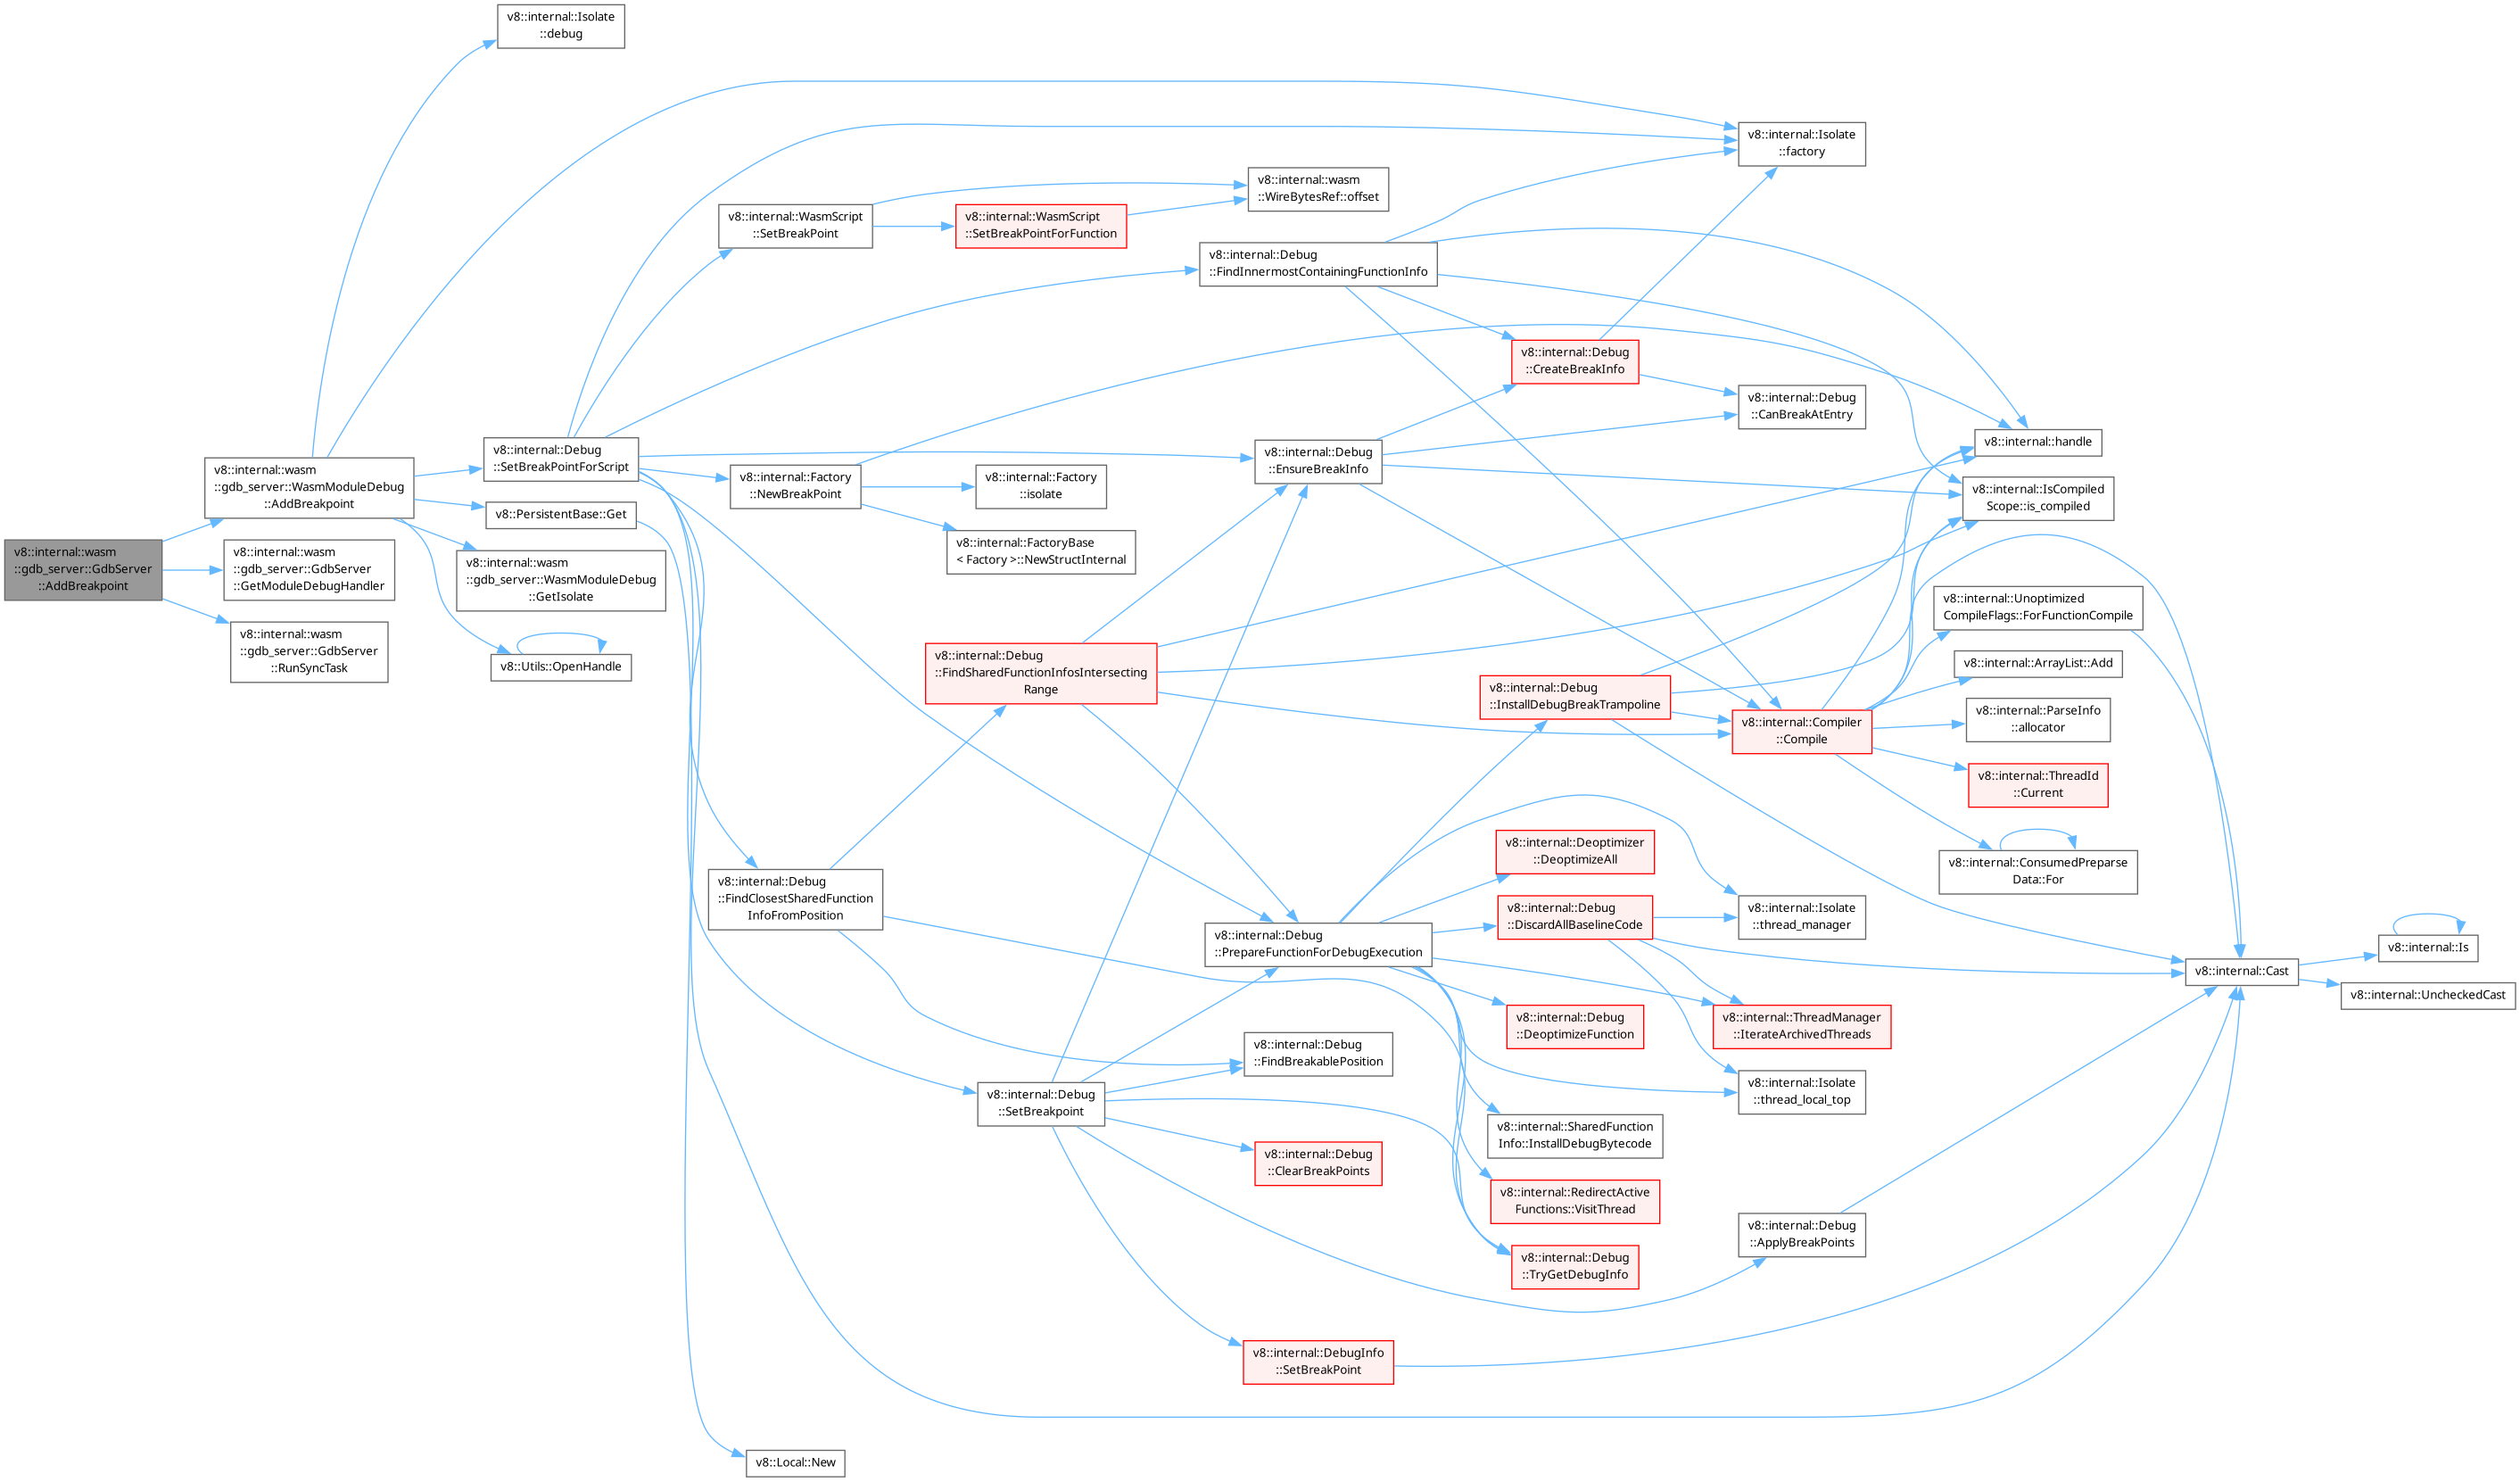 v8::internal::Isolate
::debug
v8::internal::Isolate
::factory
v8::internal::wasm
::WireBytesRef::offset
v8::internal::WasmScript
::SetBreakPoint
v8::internal::WasmScript
::SetBreakPointForFunction
v8::internal::Debug
::FindInnermostContainingFunctionInfo
v8::internal::Debug
::CreateBreakInfo
v8::internal::Debug
::CanBreakAtEntry
v8::internal::handle
v8::internal::Debug
::SetBreakPointForScript
v8::internal::Debug
::EnsureBreakInfo
v8::internal::wasm
::gdb_server::WasmModuleDebug
::AddBreakpoint
v8::internal::Factory
::NewBreakPoint
v8::internal::Factory
::isolate
v8::internal::IsCompiled
Scope::is_compiled
v8::PersistentBase::Get
v8::internal::FactoryBase
< Factory >::NewStructInternal
v8::internal::wasm
::gdb_server::GdbServer
::AddBreakpoint
v8::internal::wasm
::gdb_server::GdbServer
::GetModuleDebugHandler
v8::internal::wasm
::gdb_server::WasmModuleDebug
::GetIsolate
v8::internal::Unoptimized
CompileFlags::ForFunctionCompile
v8::internal::wasm
::gdb_server::GdbServer
::RunSyncTask
v8::Utils::OpenHandle
v8::internal::Debug
::FindSharedFunctionInfosIntersecting
Range
v8::internal::ArrayList::Add
v8::internal::Debug
::InstallDebugBreakTrampoline
v8::internal::ParseInfo
::allocator
v8::internal::Compiler
::Compile
v8::internal::ThreadId
::Current
v8::internal::Deoptimizer
::DeoptimizeAll
v8::internal::ConsumedPreparse
Data::For
v8::internal::Debug
::FindClosestSharedFunction
InfoFromPosition
v8::internal::Debug
::DiscardAllBaselineCode
v8::internal::Isolate
::thread_manager
v8::internal::Debug
::PrepareFunctionForDebugExecution
v8::internal::Is
v8::internal::Cast
v8::internal::UncheckedCast
v8::internal::Debug
::DeoptimizeFunction
v8::internal::ThreadManager
::IterateArchivedThreads
v8::internal::Debug
::FindBreakablePosition
v8::internal::Isolate
::thread_local_top
v8::internal::Debug
::SetBreakpoint
v8::internal::SharedFunction
Info::InstallDebugBytecode
v8::internal::Debug
::ClearBreakPoints
v8::internal::RedirectActive
Functions::VisitThread
v8::internal::Debug
::ApplyBreakPoints
v8::internal::Debug
::TryGetDebugInfo
v8::internal::DebugInfo
::SetBreakPoint
v8::Local::New